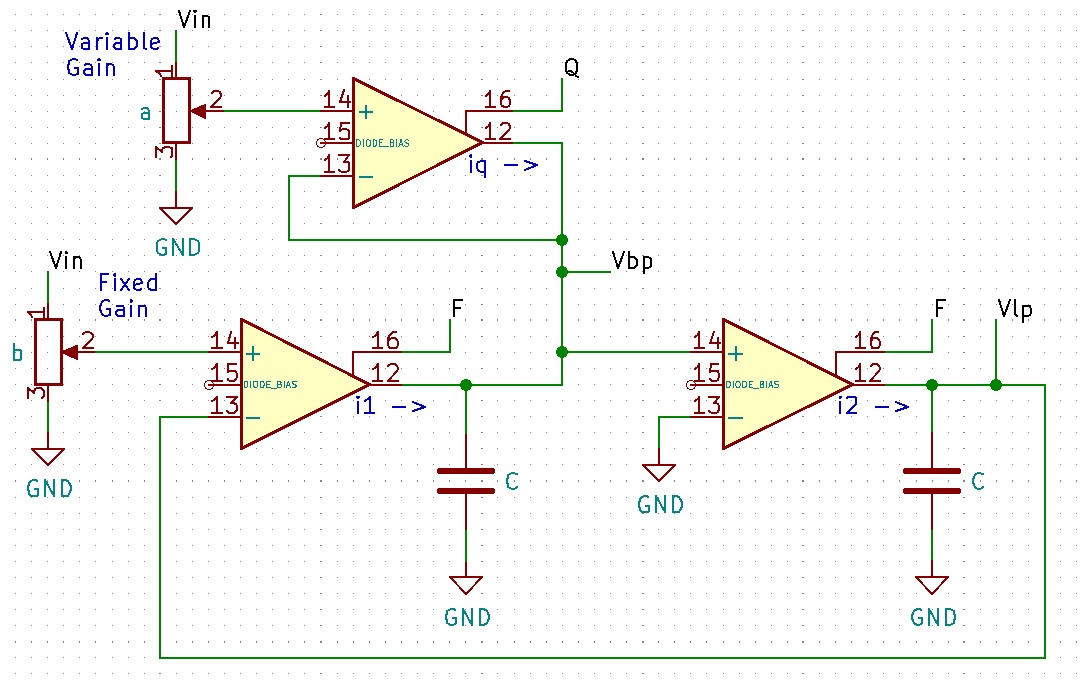 Vin
Variable
Gain
1
2
a
3
GND
14
+
15
DIODE_BIAS
13
−
16
12
Q
iq ->
Vbp
Vin
Fixed
Gain
1
2
b
3
GND
14
+
15
DIODE_BIAS
13
−
16
12
F
i1 ->
C
GND
14
+
15
DIODE_BIAS
13
−
16
12
F
Vlp
i2 ->
GND
C
GND